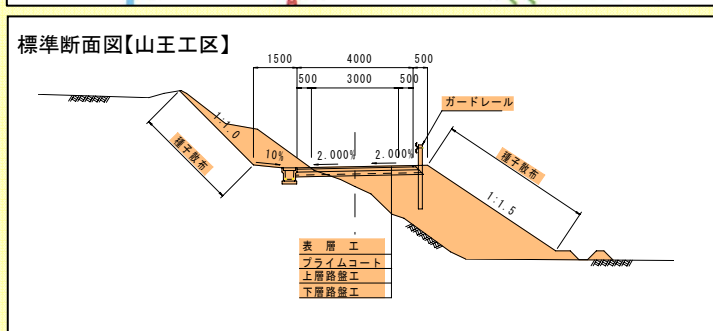 標準断面図【山王工区】
1500 4000 500
500 3000 500
ガードレール
1:1.0
種子散布
10%
2.000%
2.000%
種子散布
1:1.5
表層工
プライムコート
上層路盤工
下層路盤工